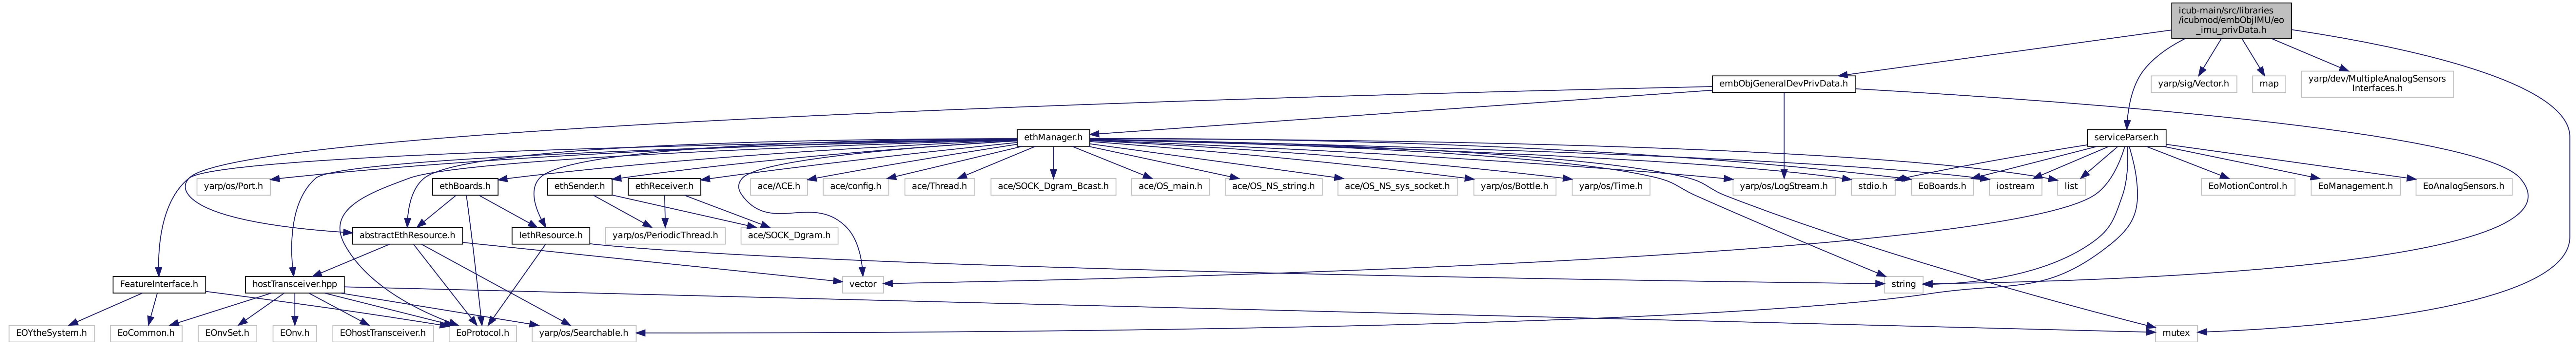 icub-main/src/libraries
/icubmod/embObjIMU/eo
_imu_privData.h
embObjGeneralDevPrivData.h
yarp/sig/Vector.h
map
yarp/dev/MultipleAnalogSensors
Interfaces.h
ethManager.h
serviceParser.h
yarp/os/Port.h
ethBoards.h
ethSender.h
ethReceiver.h
ace/ACE.h
ace/config.h
ace/Thread.h
ace/SOCK_Dgram_Bcast.h
ace/OS_main.h
ace/OS_NS_string.h
ace/OS_NS_sys_socket.h
yarp/os/Bottle.h
yarp/os/Time.h
yarp/os/LogStream.h
stdio.h
EoBoards.h
iostream
list
EoMotionControl.h
EoManagement.h
EoAnalogSensors.h
abstractEthResource.h
IethResource.h
yarp/os/PeriodicThread.h
ace/SOCK_Dgram.h
FeatureInterface.h
hostTransceiver.hpp
vector
string
EOYtheSystem.h
EoCommon.h
EOnvSet.h
EOnv.h
EOhostTransceiver.h
EoProtocol.h
yarp/os/Searchable.h
mutex